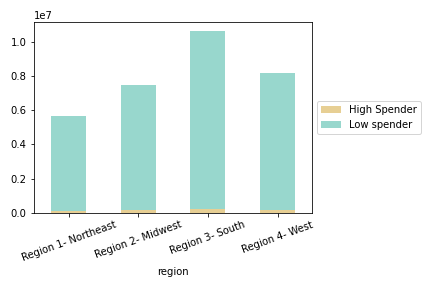 1e7
1.0
0.8
0.6
0.4
0.2
0.0
Region 1- Northeast
Region 2- Midwest
Region 3- South
Region 4- West
region
High Spender
Low spender